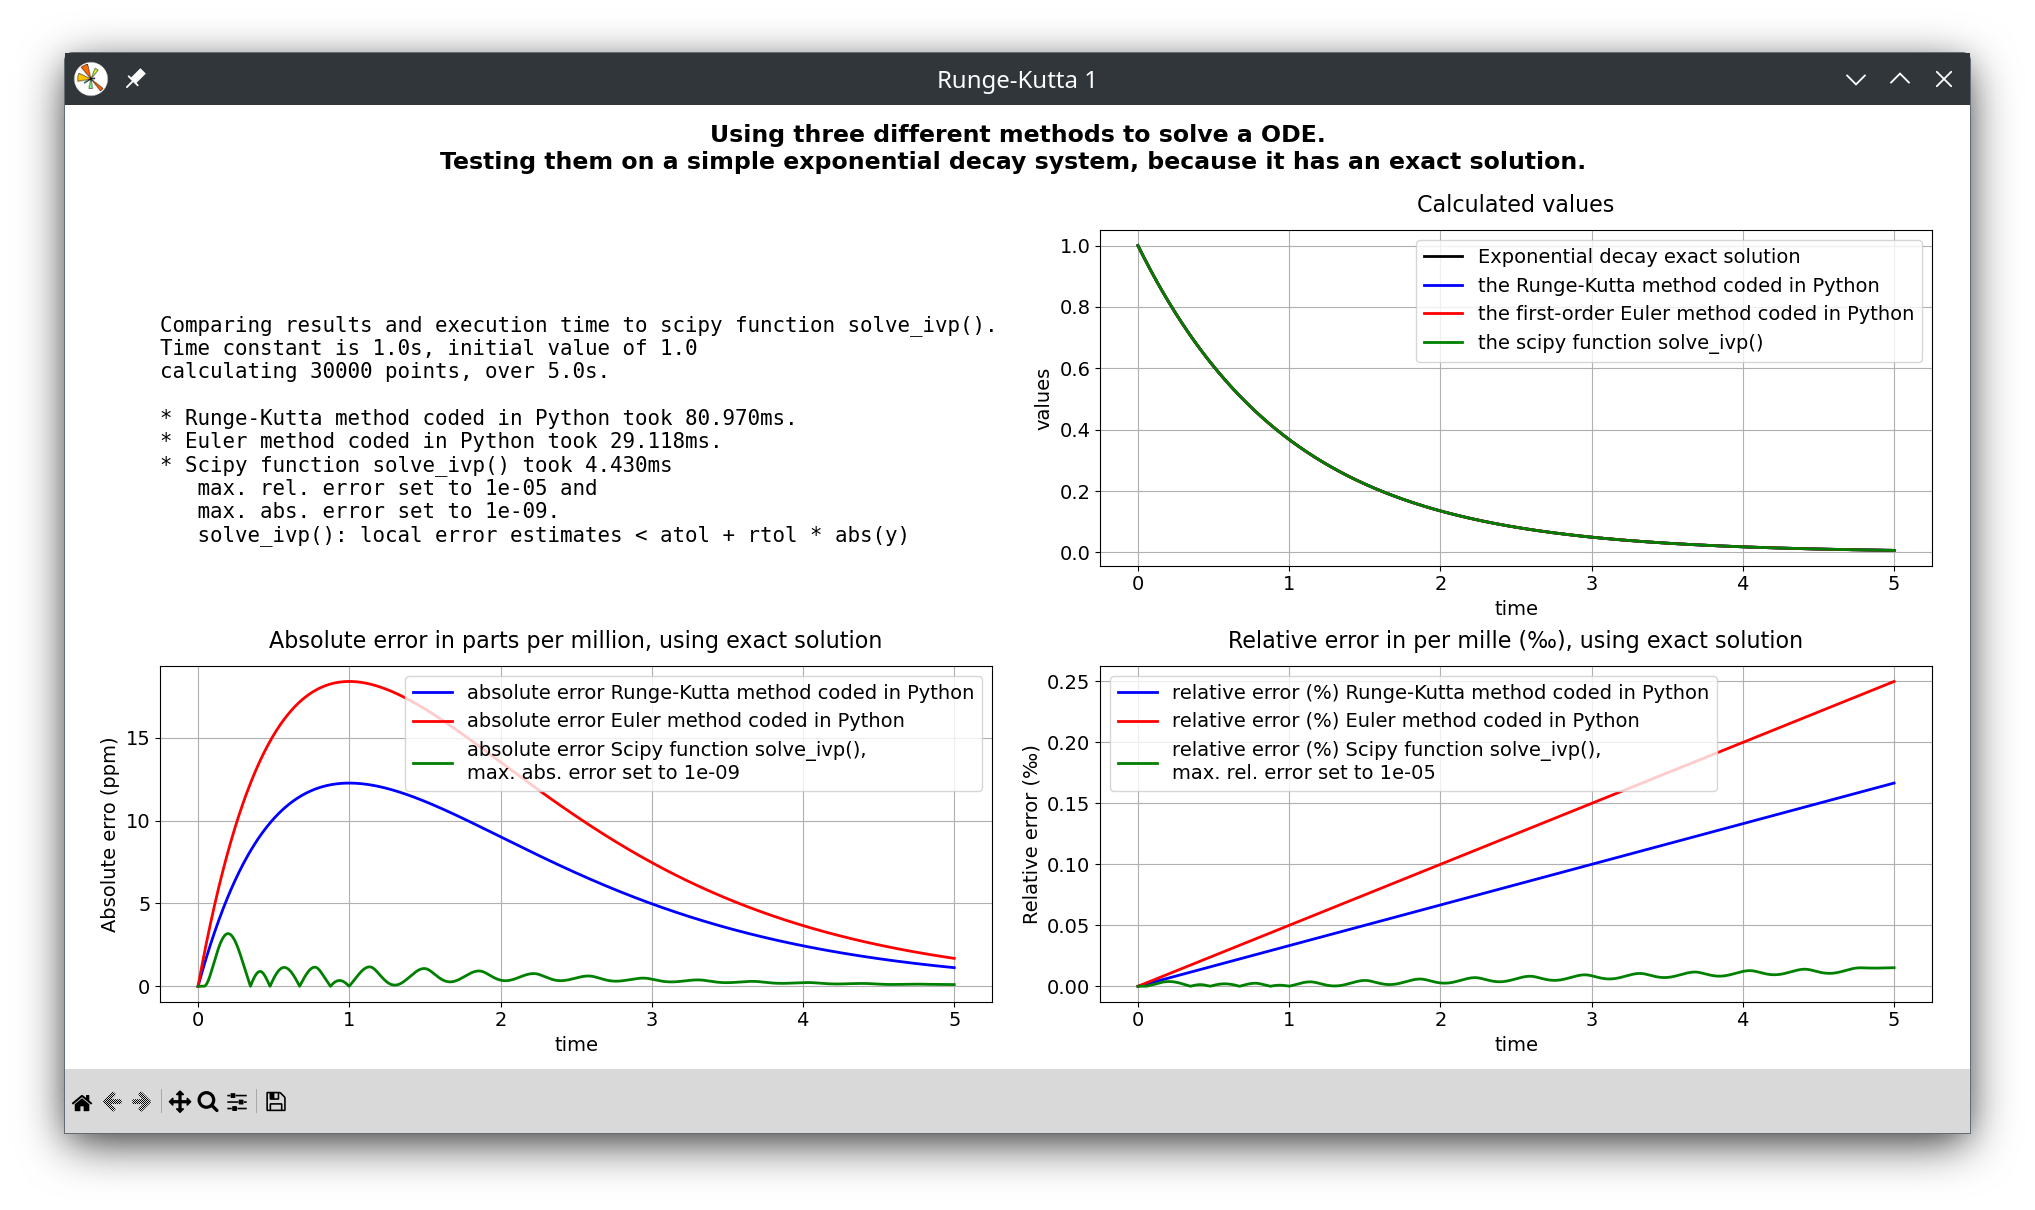 Runge-Kutta 1
Using three different methods to solve a ODE.
Testing them on a simple exponential decay system, because it has an exact solution.
Comparing results and execution time to scipy function solve_ivp().
Time constant is 1.0s, initial value of 1.0
calculating 30000 points, over 5.0s.
* Runge-Kutta method coded in Python took 80.970ms.
* Euler method coded in Python took 29.118ms.
* Scipy function solve_ivp() took 4.430ms
max. rel. error set to 1e-05 and
max. abs. error set to 1e-09.
solve_ivp(): local error estimates < atol + rtol * abs(y)
Calculated values
values
1.0
0.8
0.6
0.4
0.2
0.0
Exponential decay exact solution
the Runge-Kutta method coded in Python
the first-order Euler method coded in Python
the scipy function solve_ivp()
0 1 2 3 4 5
time
Absolute error in parts per million, using exact solution
Absolute erro (ppm)
15
10
5
0
absolute error Runge-Kutta method coded in Python
absolute error Euler method coded in Python
absolute error Scipy function solve_ivp(),
max. abs. error set to 1e-09
0 1 2 3 4 5
time
Relative error in per mille (‰), using exact solution
Relative error (‰)
0.25
0.20
0.15
0.10
0.05
0.00
relative error (%) Runge-Kutta method coded in Python
relative error (%) Euler method coded in Python
relative error (%) Scipy function solve_ivp(),
max. rel. error set to 1e-05
0 1 2 3 4 5
time